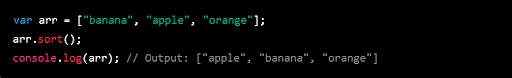 var arr = ["banana", "apple", "orange"];
arr.sort();
console.log(arr); // Output: ["apple", "banana", "orange"]